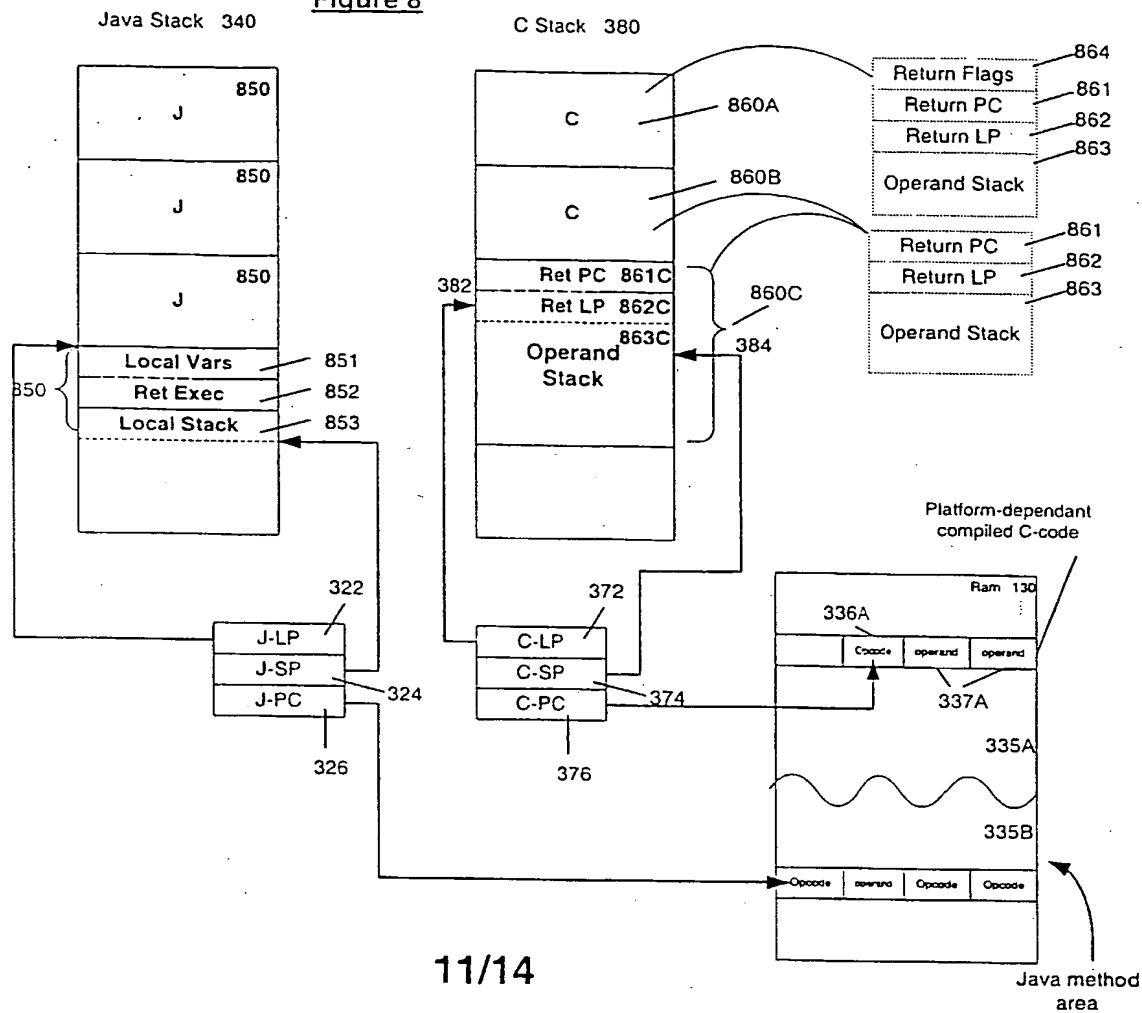 Figure 8
Java Stack 340
C Stack 380
850
J
850
J
850
J
Local Vars
851
850
Ret Exec
852
Local Stack
853
322
J-LP
J-SP
324
J-PC
326
C
860A
C
860B
Ret PC 861C
382
Ret LP 862C
860C
863C
384
Operand
Stack
372
C-LP
C-SP
374
C-PC
376
864
Return Flags
861
Return PC
862
Return LP
863
Operand Stack
861
Return PC
862
Return LP
863
Operand Stack
Platform-dependant
compiled C-code
Ram 130
336A
Opcode operand operand
337A
335A
335B
Opcode operand Opcode Opcode
Java method
area
11/14